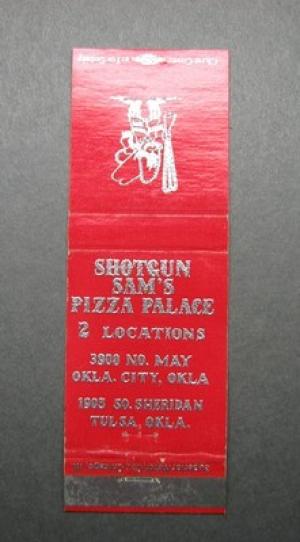 SHOTGUN
SAM'S
PIZZA PALACE
2 LOCATIONS
3900 NO. MAY
OKLA. CITY, OKLA
1905 SO. SHERIDAN
TULSA, OKLA.